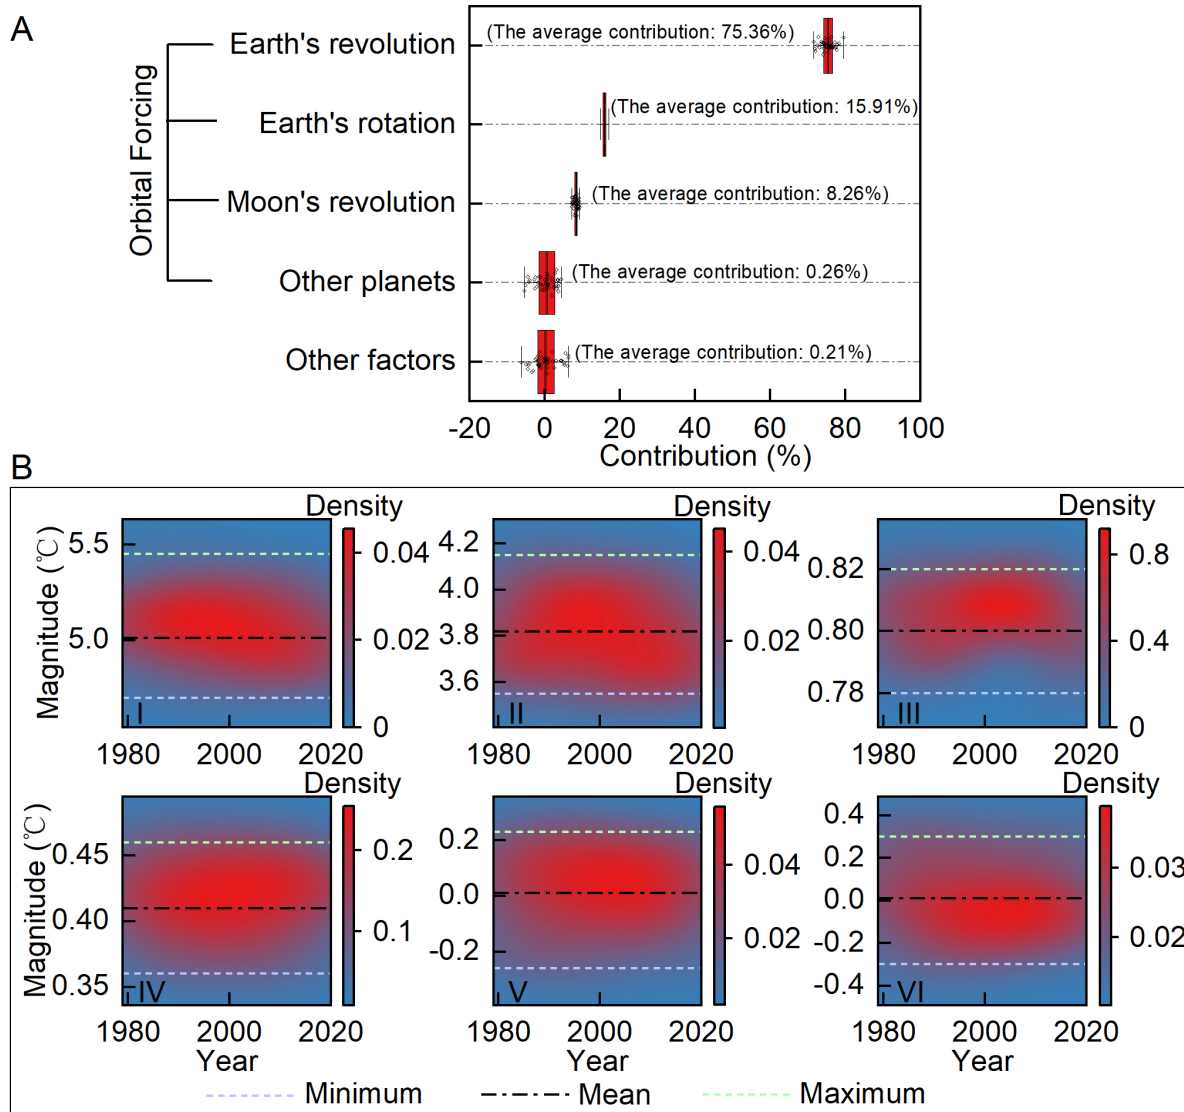 A
Orbital Forcing
Earth's revolution
(The average contribution: 75.36%)
Earth's rotation
(The average contribution: 15.91%)
Moon's revolution
(The average contribution: 8.26%)
Other planets
(The average contribution: 0.26%)
Other factors
(The average contribution: 0.21%)
-20 0 20 40 60 80 100
Contribution (%)
B
Density Density Density
Magnitude (℃)
5.5
5.0
I
0.04
0.02
0
1980 2000 2020
4.2
4.0
3.8
3.6
II
0.04
0.02
1980 2000 2020
0.82
0.80
0.78
III
0.8
0.4
0
1980 2000 2020
Density Density Density
Magnitude (℃)
0.45
0.40
0.35
IV
0.2
0.1
1980 2000 2020
Year
0.2
0.0
-0.2
V
0.04
0.02
1980 2000 2020
Year
0.4
0.2
0.0
-0.2
-0.4
VI
0.03
0.02
1980 2000 2020
Year
Minimum Mean Maximum